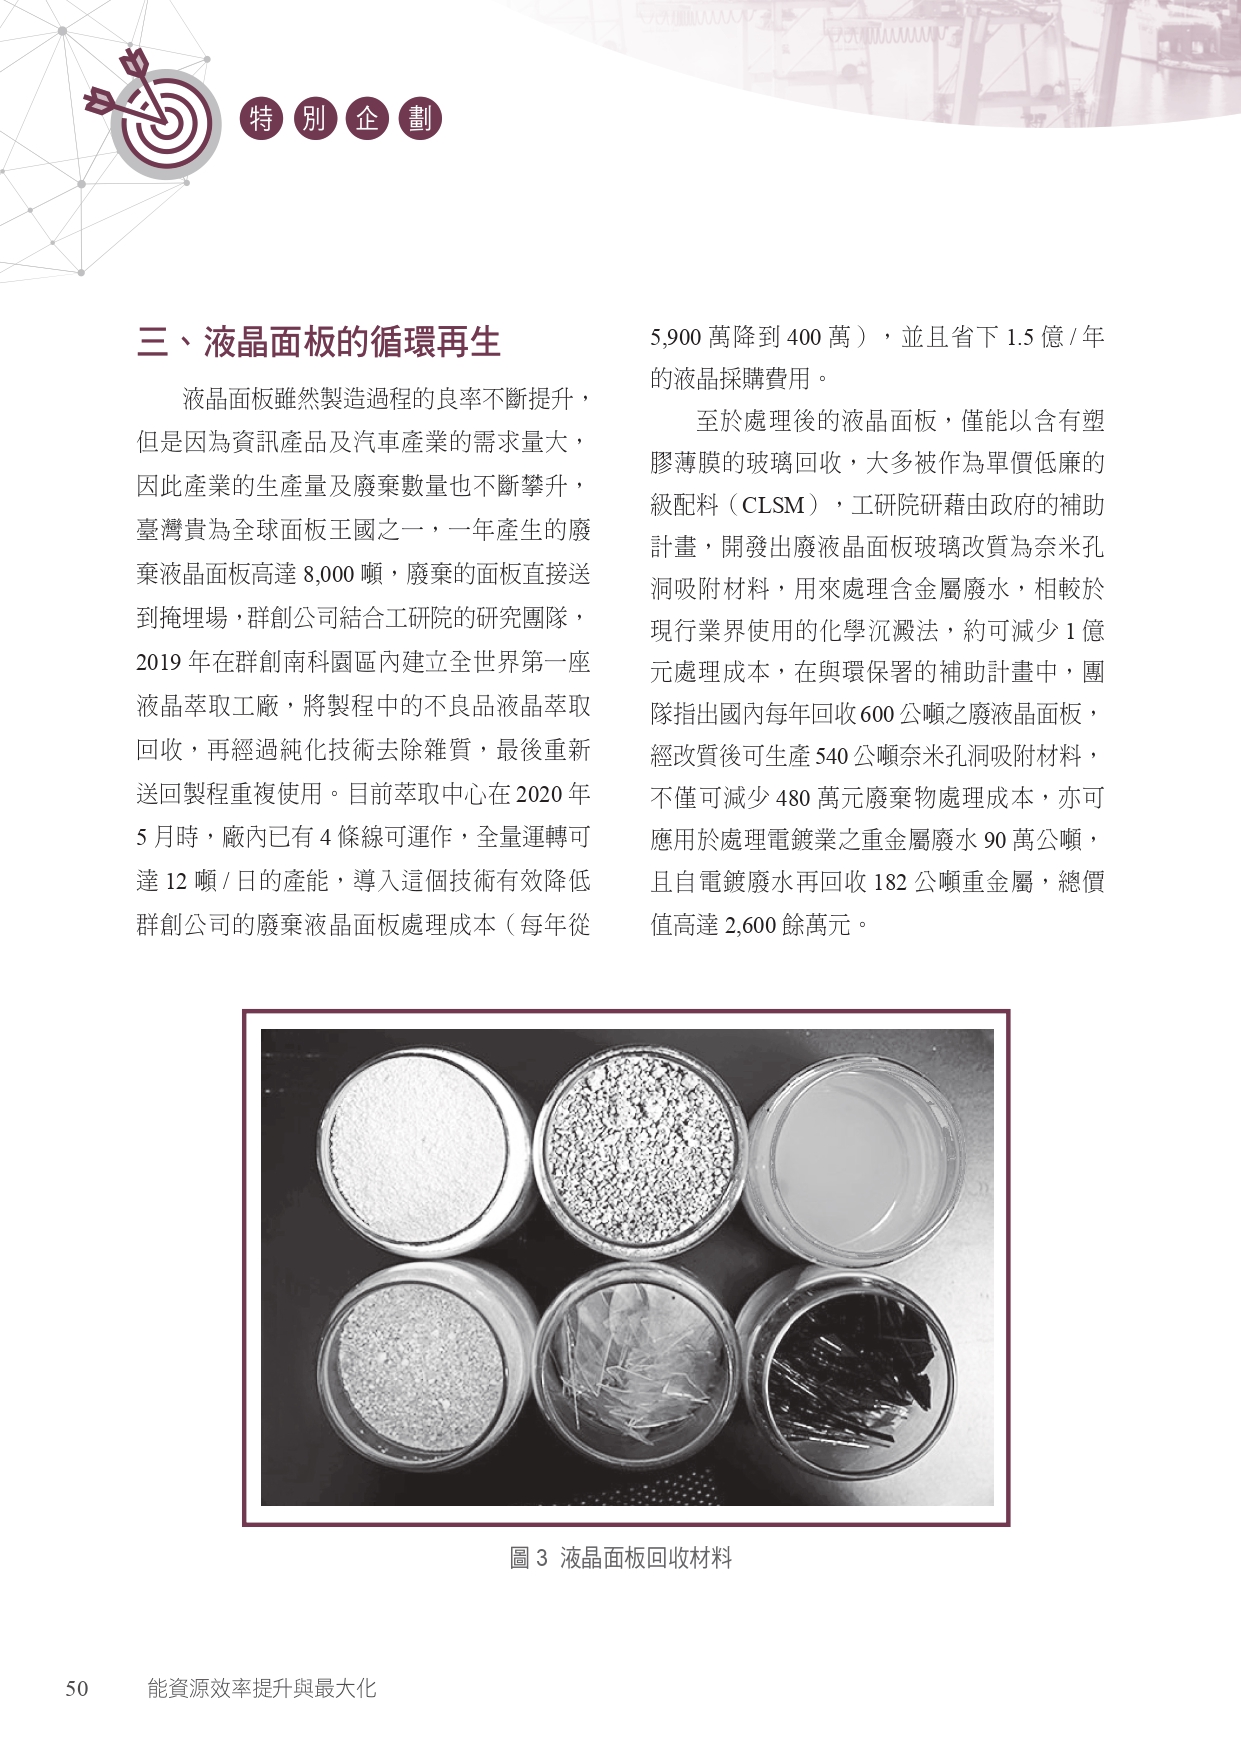 特別企劃
三、液晶面板的循環再生
液晶面板雖然製造過程的良率不斷提升，
但是因為資訊產品及汽車產業的需求量大，
因此產業的生產量及廢棄數量也不斷攀升，
臺灣貴為全球面板王國之一，一年產生的廢
棄液晶面板高達 8,000 噸，廢棄的面板直接送
到掩埋場，群創公司結合工研院的研究團隊，
2019 年在群創南科園區內建立全世界第一座
液晶萃取工廠，將製程中的不良品液晶萃取
回收，再經過純化技術去除雜質，最後重新
送回製程重複使用。目前萃取中心在 2020 年
5 月時，廠內已有 4 條線可運作，全量運轉可
達 12 噸 / 日的產能，導入這個技術有效降低
群創公司的廢棄液晶面板處理成本（每年從
5,900 萬降到 400 萬），並且省下 1.5 億 / 年
的液晶採購費用。
至於處理後的液晶面板，僅能以含有塑
膠薄膜的玻璃回收，大多被作為單價低廉的
級配料（CLSM），工研院研藉由政府的補助
計畫，開發出廢液晶面板玻璃改質為奈米孔
洞吸附材料，用來處理含金屬廢水，相較於
現行業界使用的化學沉澱法，約可減少 1 億
元處理成本，在與環保署的補助計畫中，團
隊指出國內每年回收 600 公噸之廢液晶面板，
經改質後可生產 540 公噸奈米孔洞吸附材料，
不僅可減少 480 萬元廢棄物處理成本，亦可
應用於處理電鍍業之重金屬廢水 90 萬公噸，
且自電鍍廢水再回收 182 公噸重金屬，總價
值高達 2,600 餘萬元。
圖 3 液晶面板回收材料
50 能資源效率提升與最大化